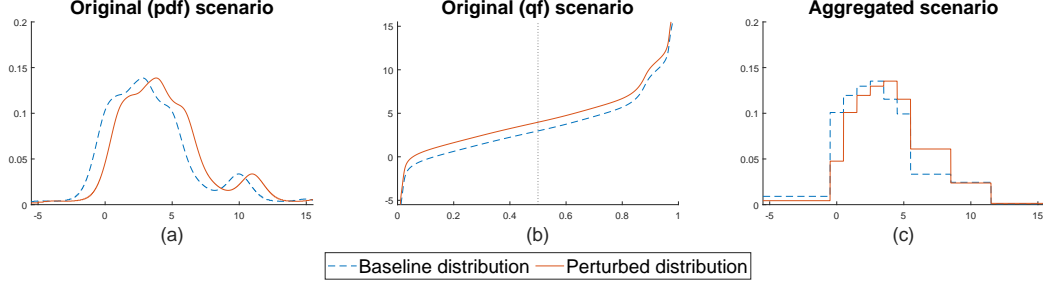 Original (pdf) scenario
0.2
0.15
0.1
0.05
0
-5 0 5 10 15
(a)
Original (qf) scenario
15
10
5
0
-5
0 0.2 0.4 0.6 0.8 1
(b)
Aggregated scenario
0.2
0.15
0.1
0.05
0
-5 0 5 10 15
(c)
Baseline distribution Perturbed distribution